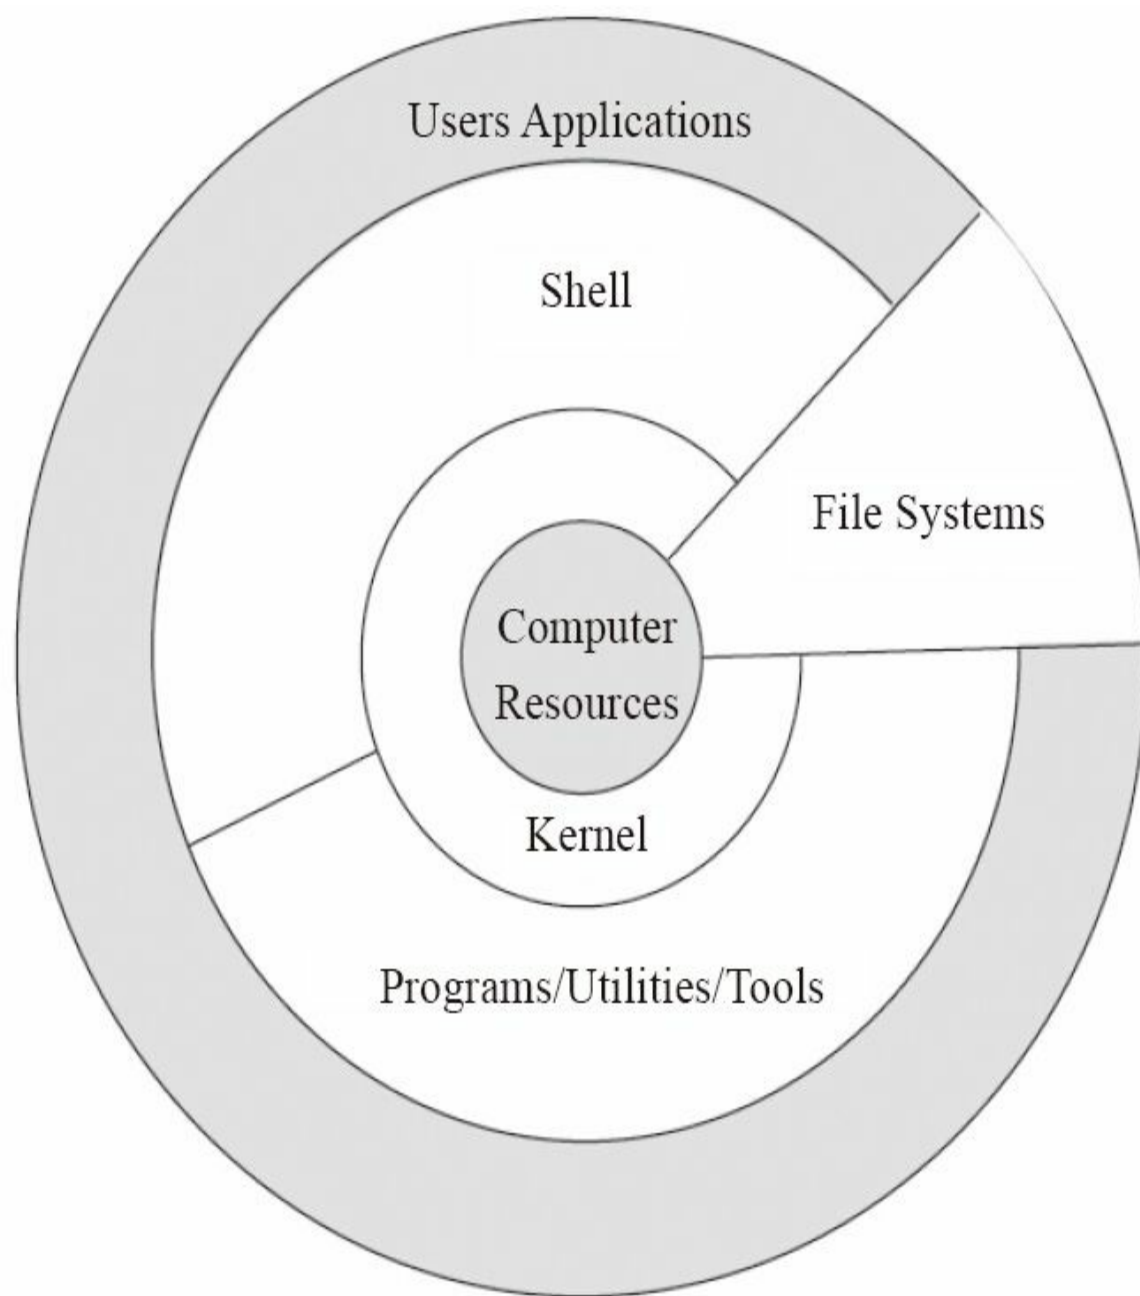 Users Applications
Shell
File Systems
Computer
Resources
Kernel
Programs/Utilities/Tools